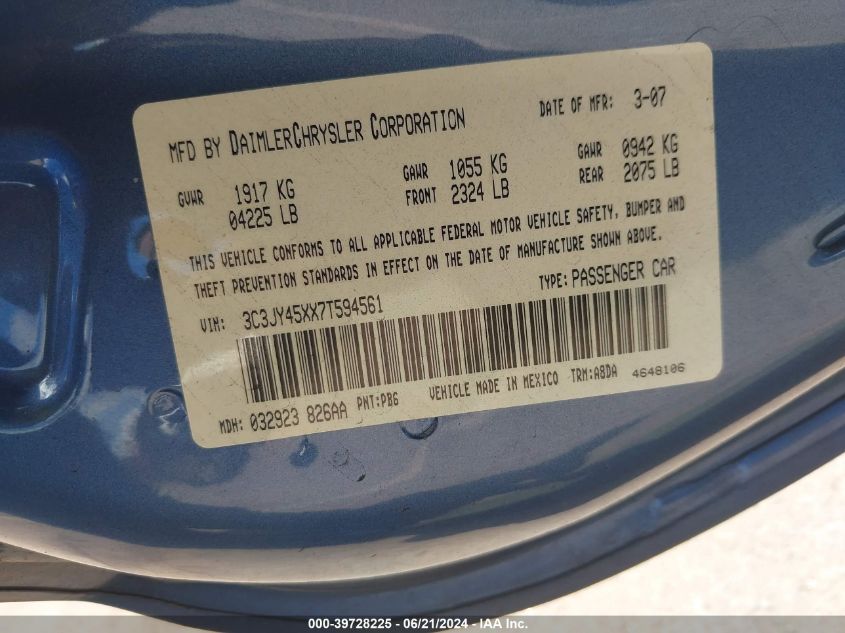 MFD BY DAIMLERCHRYSLER CORPORATION DATE OF MFR: 3-07
GVWR 1917 KG GAWR 1055 KG GAWR 0942 KG
04225 LB FRONT 2324 LB REAR 2075 LB
THIS VEHICLE CONFORMS TO ALL APPLICABLE FEDERAL MOTOR VEHICLE SAFETY, BUMPER AND
THEFT PREVENTION STANDARDS IN EFFECT ON THE DATE OF MANUFACTURE SHOWN ABOVE.
VIN: 3C3JY45XX7T594561 TYPE: PASSENGER CAR
MDH: 032923 826AA PNT: PB6 VEHICLE MADE IN MEXICO TRM: A8DA 4648106
000-39728225 - 06/21/2024 - IAA Inc.